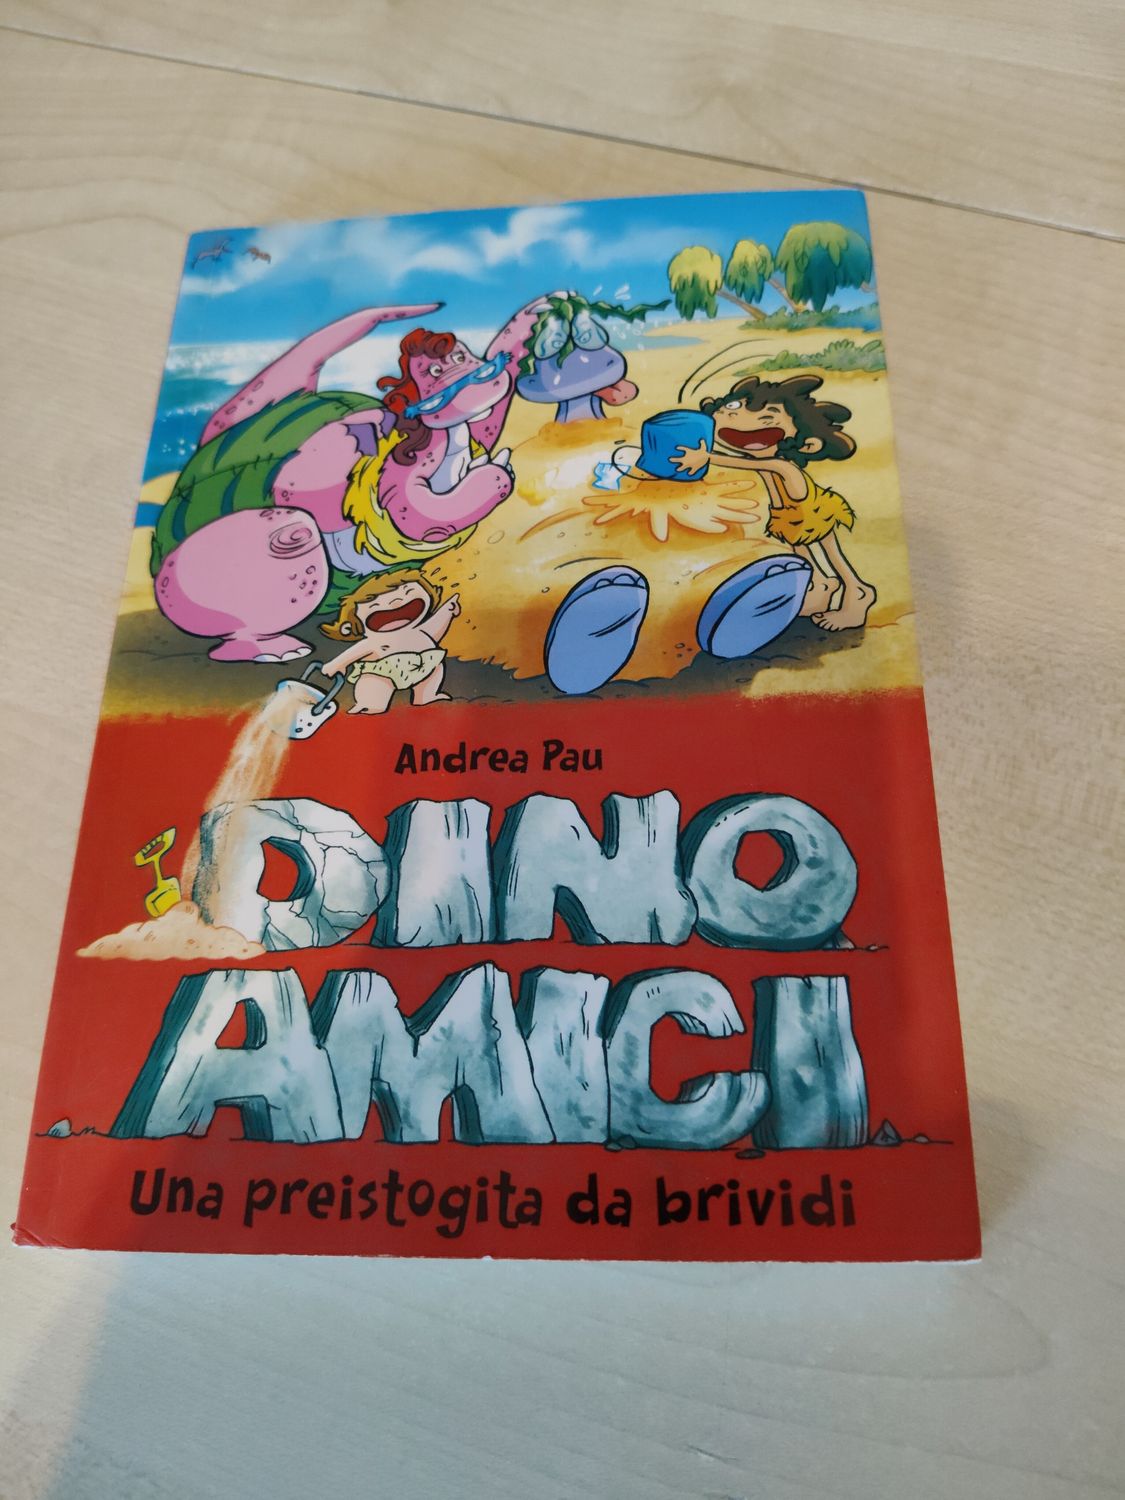 Andrea Pau
DINO
AMICI
Una preistogita da brividi